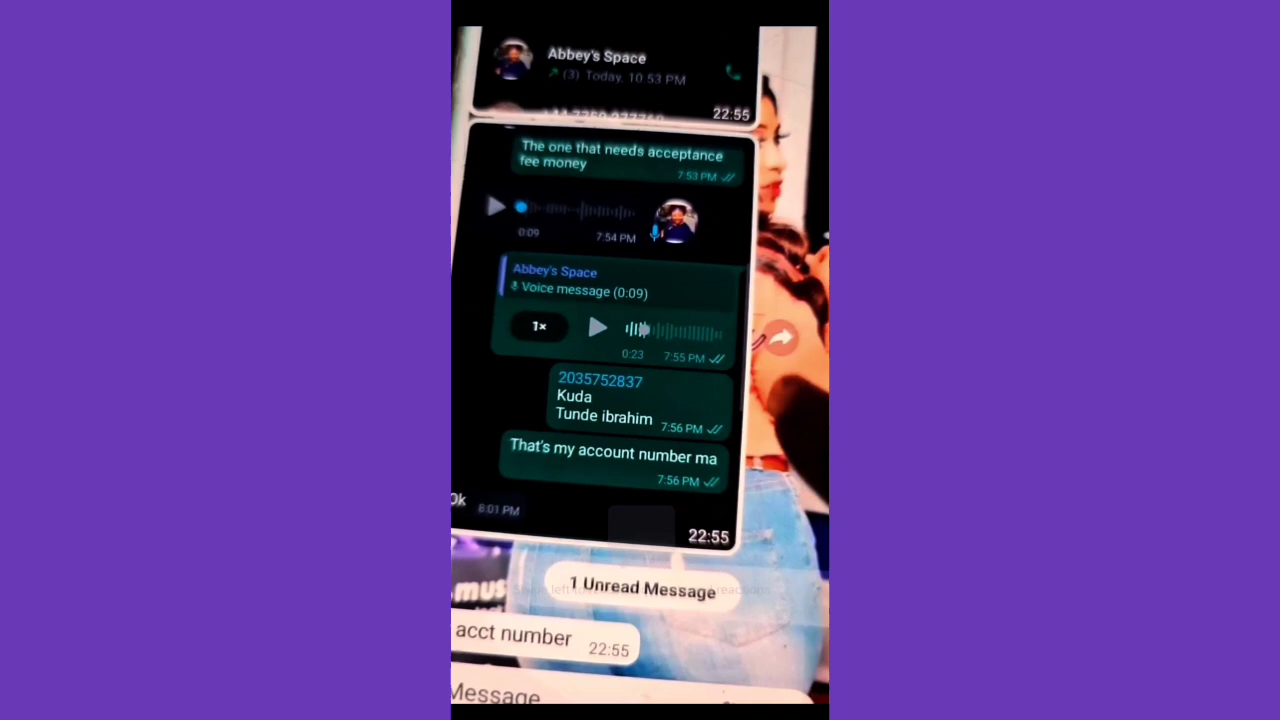 Abbey's Space
(3) Today, 10:53 PM
22:55
The one that needs acceptance
fee money
7:53 PM
0:09
7:54 PM
Abbey's Space
Voice message (0:09)
1×
0:23
7:55 PM
2035752837
Kuda
Tunde ibrahim
7:56 PM
That's my account number ma
7:56 PM
Ok
8:01 PM
22:55
1 Unread Message
mus
acct number
22:55
Message